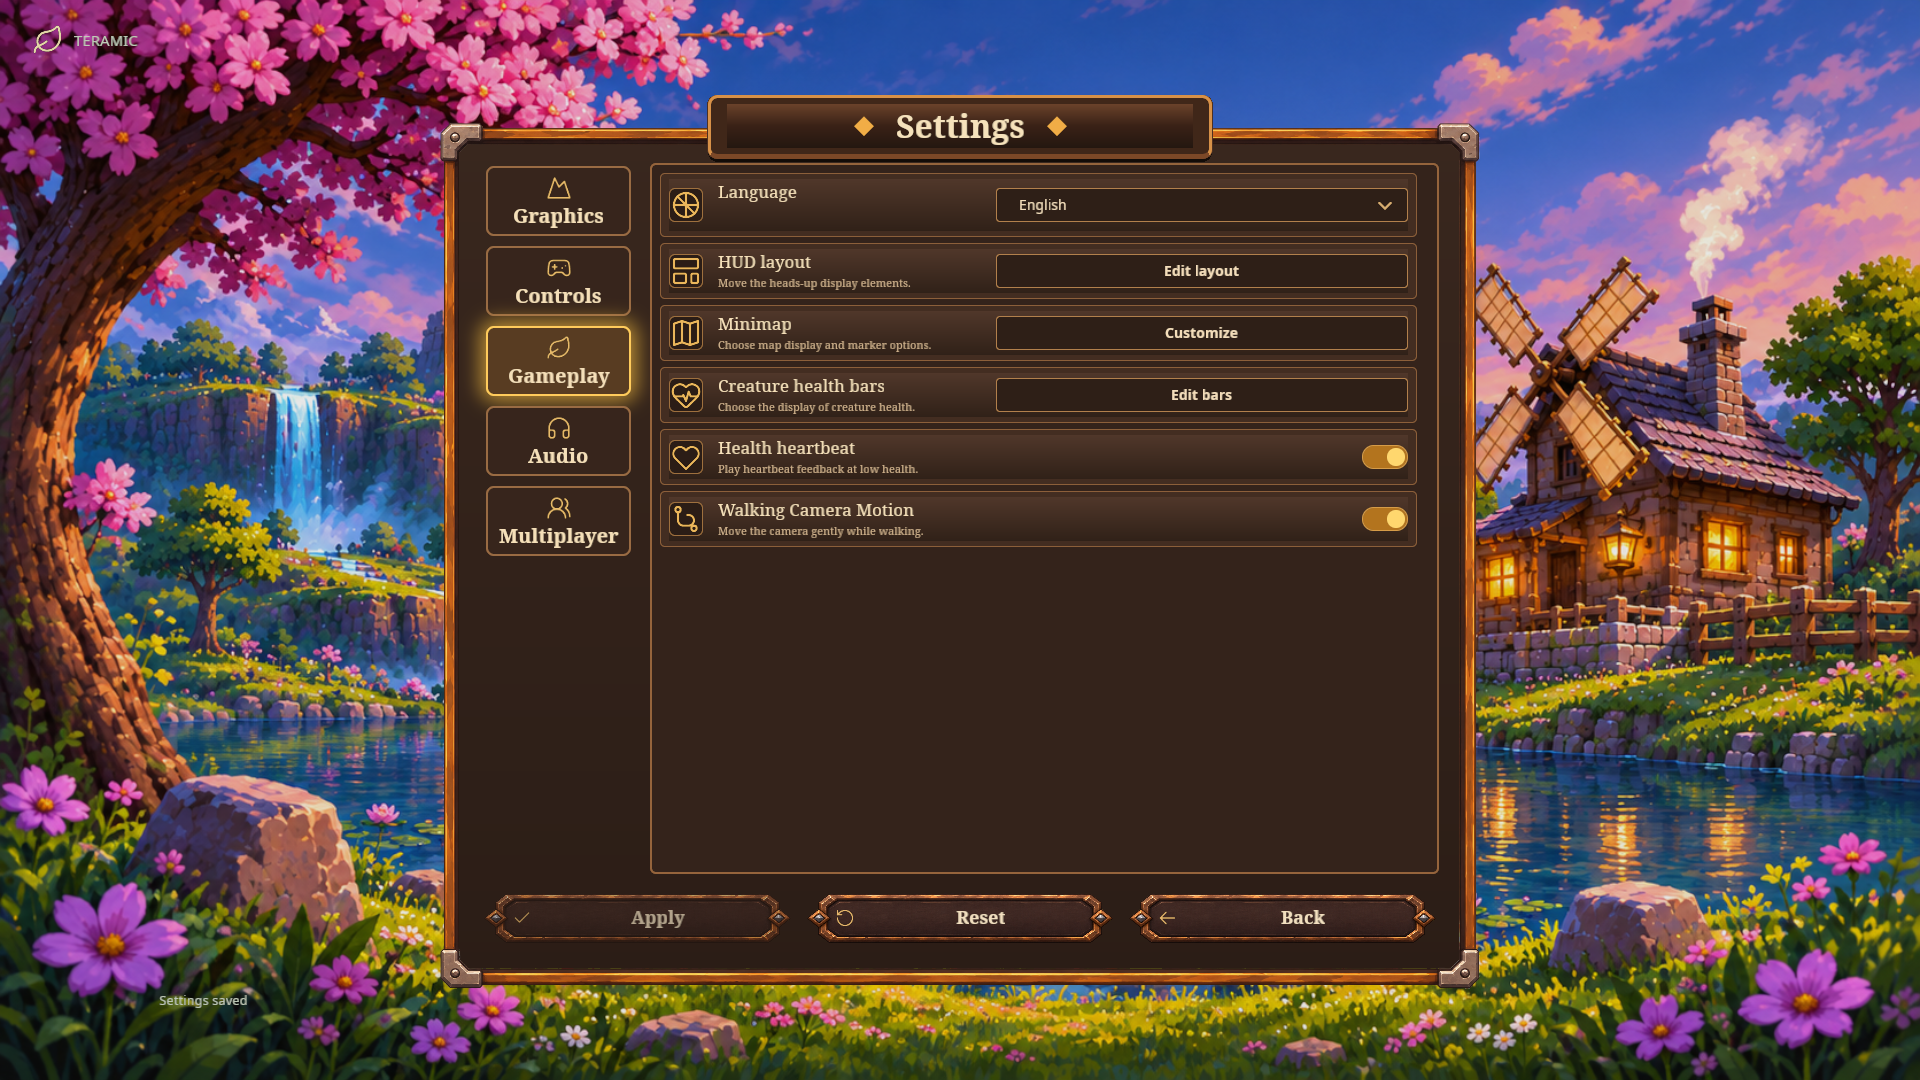 TERAMIC
Settings
Graphics
Controls
Gameplay
Audio
Multiplayer
Language
English
HUD layout
Move the heads-up display elements.
Edit layout
Minimap
Choose map display and marker options.
Customize
Creature health bars
Choose the display of creature health.
Edit bars
Health heartbeat
Play heartbeat feedback at low health.
Walking Camera Motion
Move the camera gently while walking.
Apply
Reset
Back
Settings saved